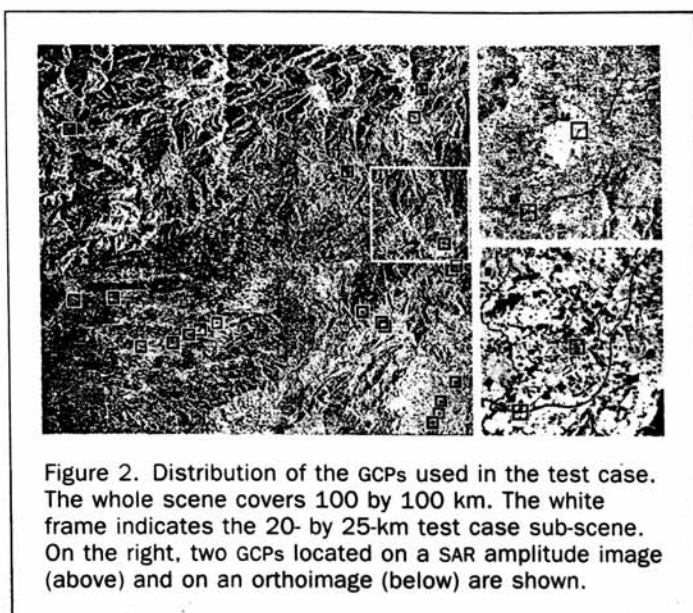 Figure 2. Distribution of the GCPs used in the test case.
The whole scene covers 100 by 100 km. The white
frame indicates the 20- by 25-km test case sub-scene.
On the right, two GCPs located on a SAR amplitude image
(above) and on an orthoimage (below) are shown.